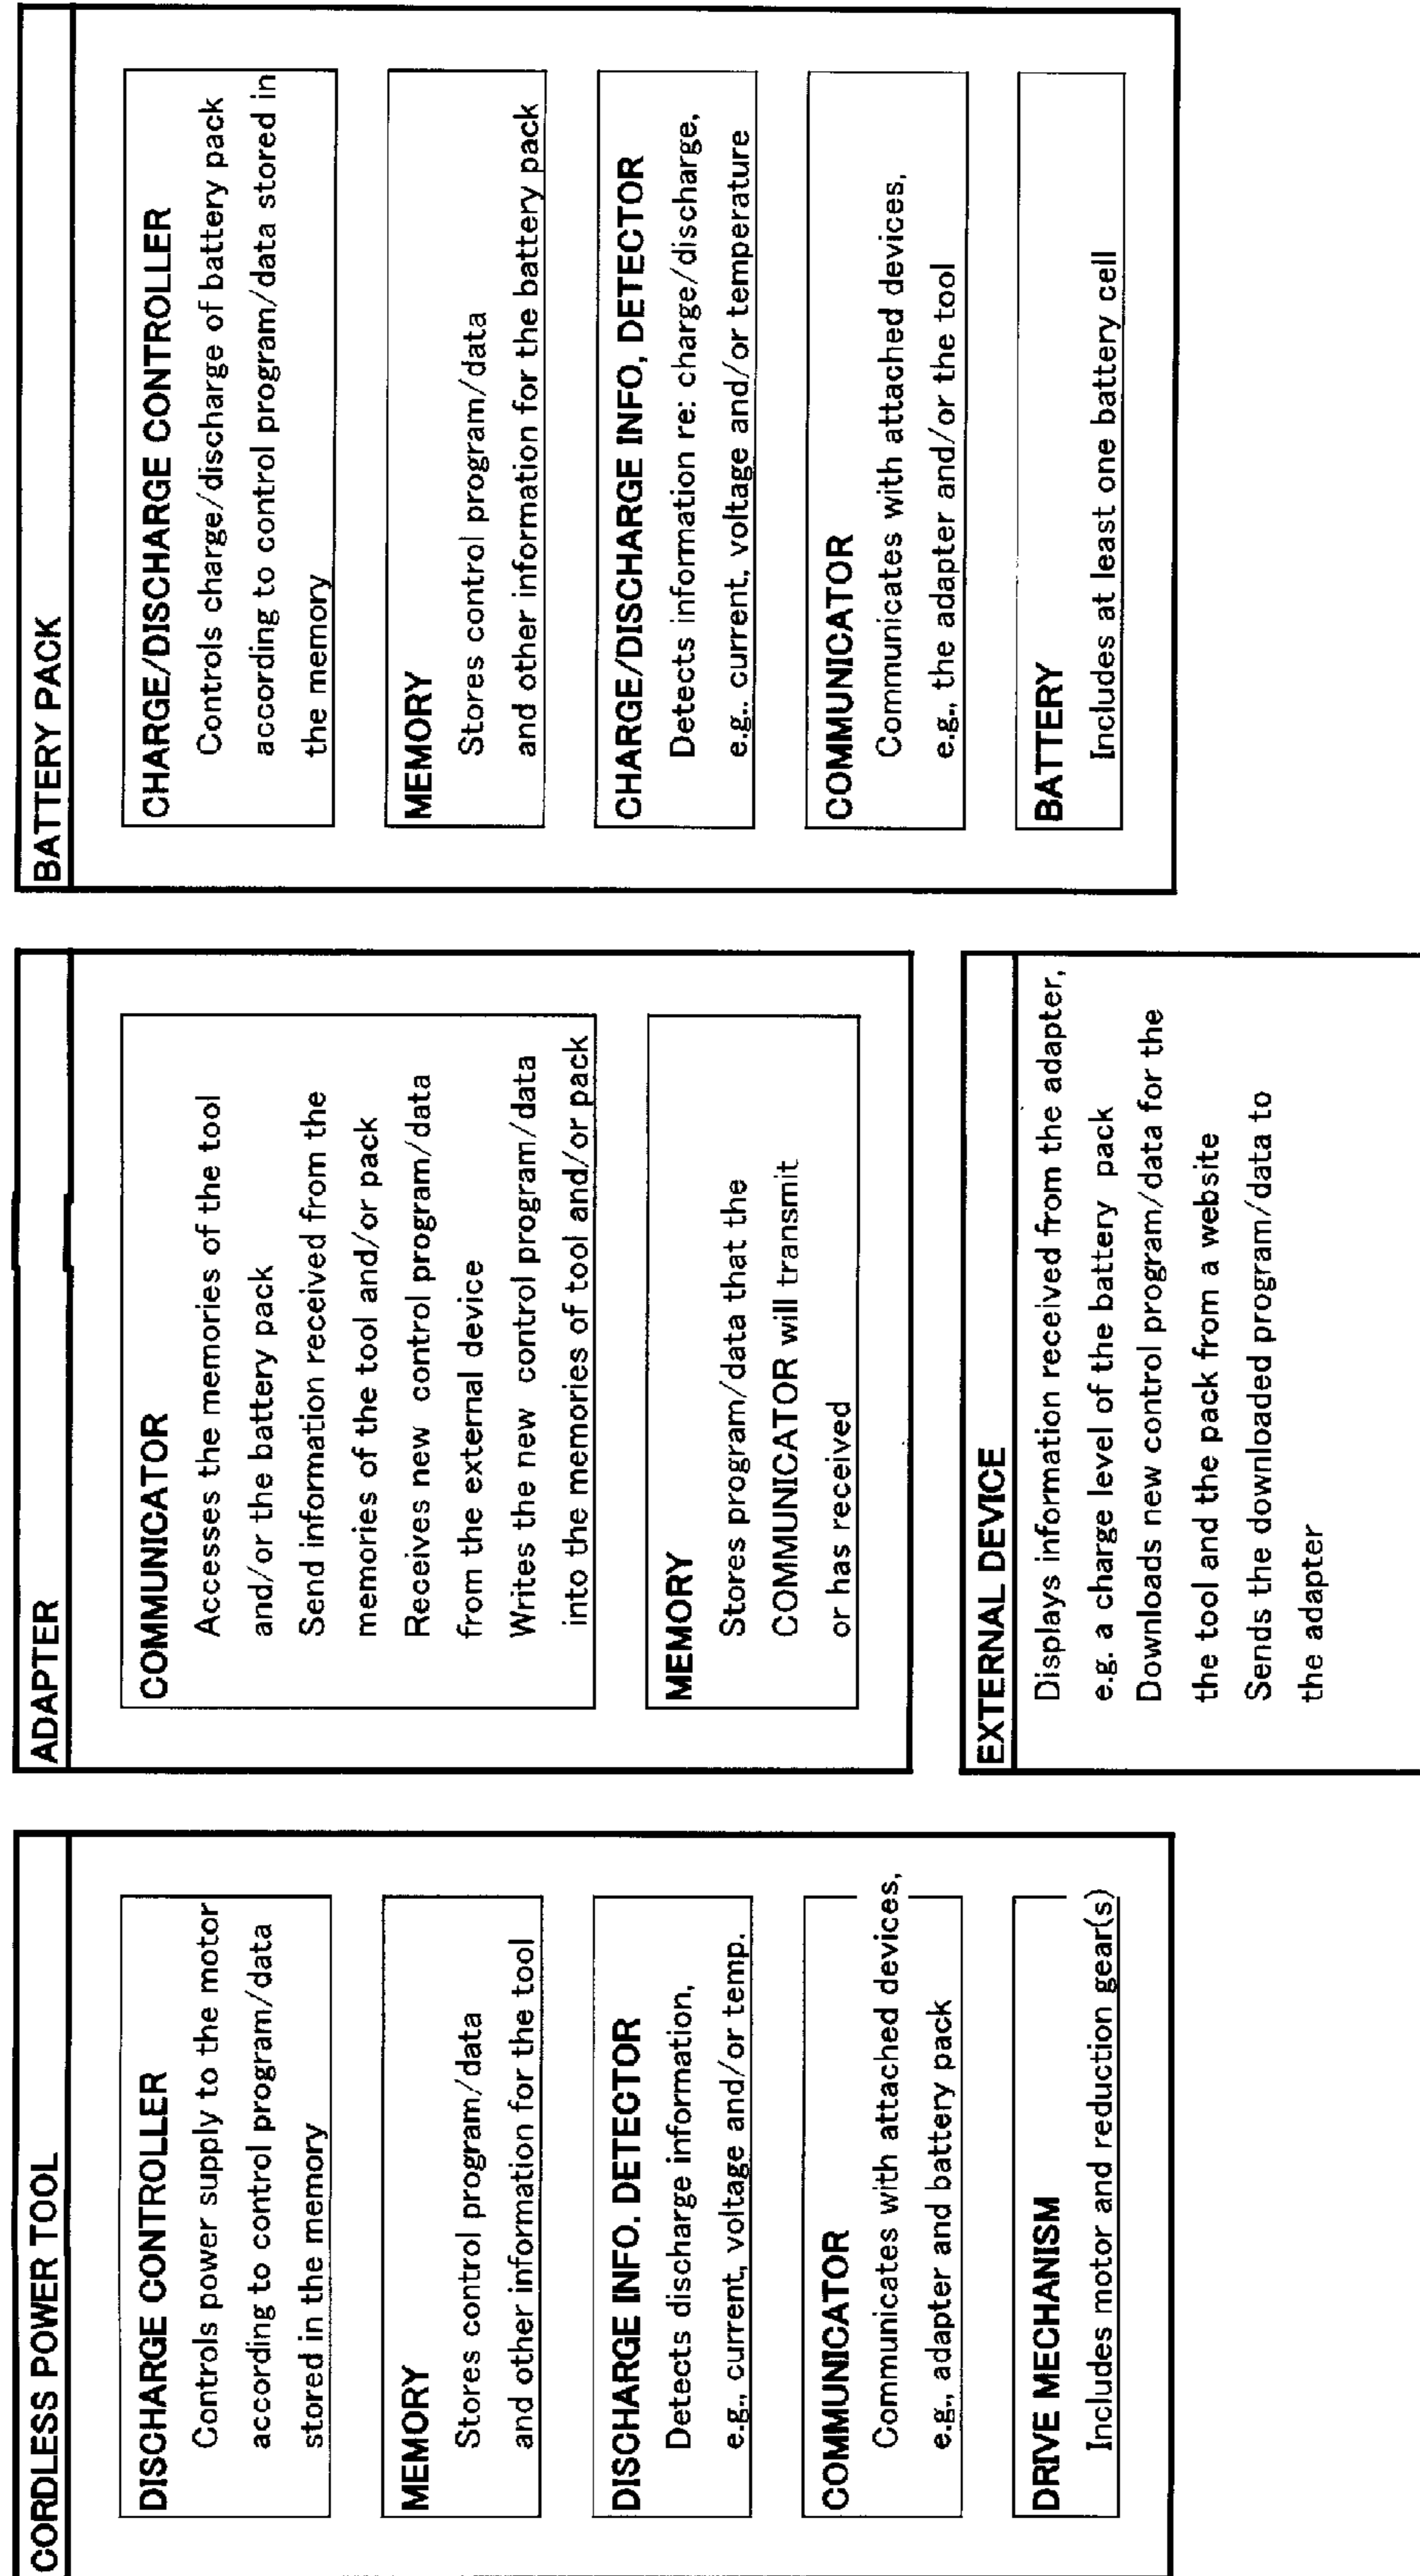 CORDLESS POWER TOOL
DISCHARGE CONTROLLER
Controls power supply to the motor
according to control program/data
stored in the memory
MEMORY
Stores control program/data
and other information for the tool
DISCHARGE INFO. DETECTOR
Detects discharge information,
e.g., current, voltage and/or temp.
COMMUNICATOR
Communicates with attached devices,
e.g., adapter and battery pack
DRIVE MECHANISM
Includes motor and reduction gear(s)
ADAPTER
COMMUNICATOR
Accesses the memories of the tool
and/or the battery pack
Send information received from the
memories of the tool and/or pack
Receives new control program/data
from the external device
Writes the new control program/data
into the memories of tool and/or pack
MEMORY
Stores program/data that the
COMMUNICATOR will transmit
or has received
EXTERNAL DEVICE
Displays information received from the adapter,
e.g. a charge level of the battery pack
Downloads new control program/data for the
the tool and the pack from a website
Sends the downloaded program/data to
the adapter
BATTERY PACK
CHARGE/DISCHARGE CONTROLLER
Controls charge/discharge of battery pack
according to control program/data stored in
the memory
MEMORY
Stores control program/data
and other information for the battery pack
CHARGE/DISCHARGE INFO, DETECTOR
Detects information re: charge/discharge,
e.g.. current, voltage and/or temperature
COMMUNICATOR
Communicates with attached devices,
e.g., the adapter and/or the tool
BATTERY
Includes at least one battery cell